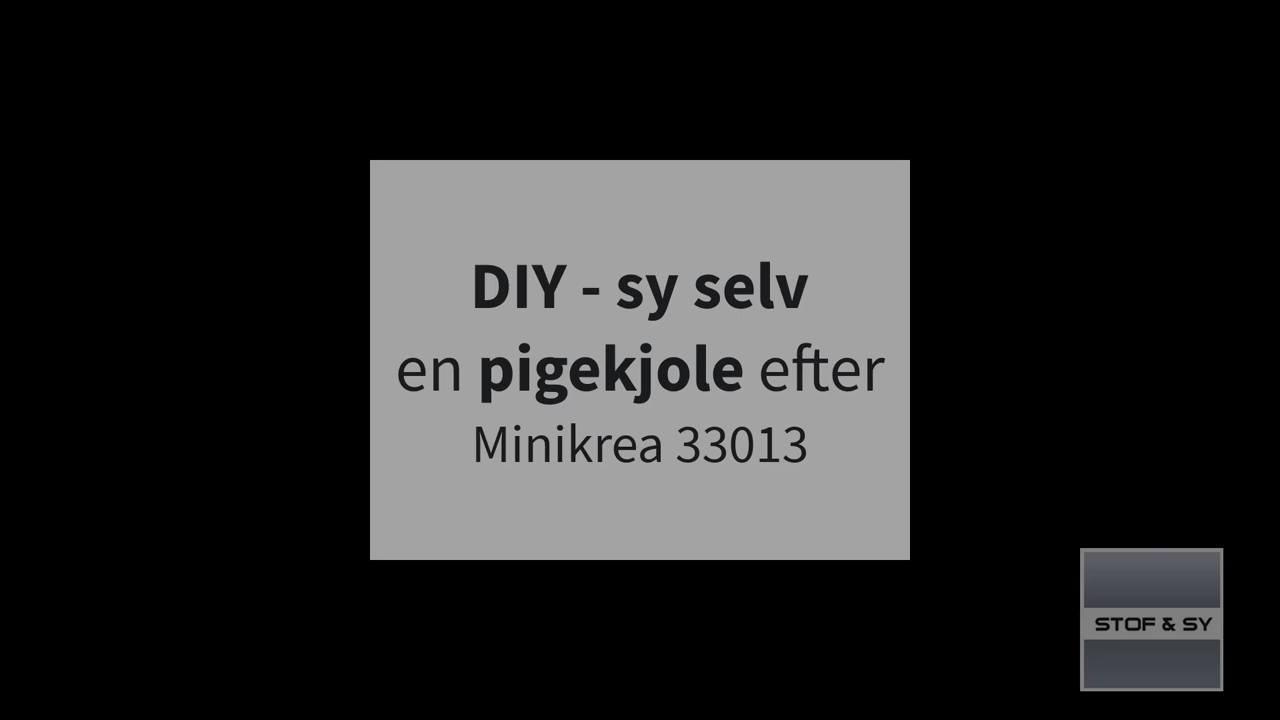 DIY - sy selv
en pigekjole efter
Minikrea 33013
STOF & SY